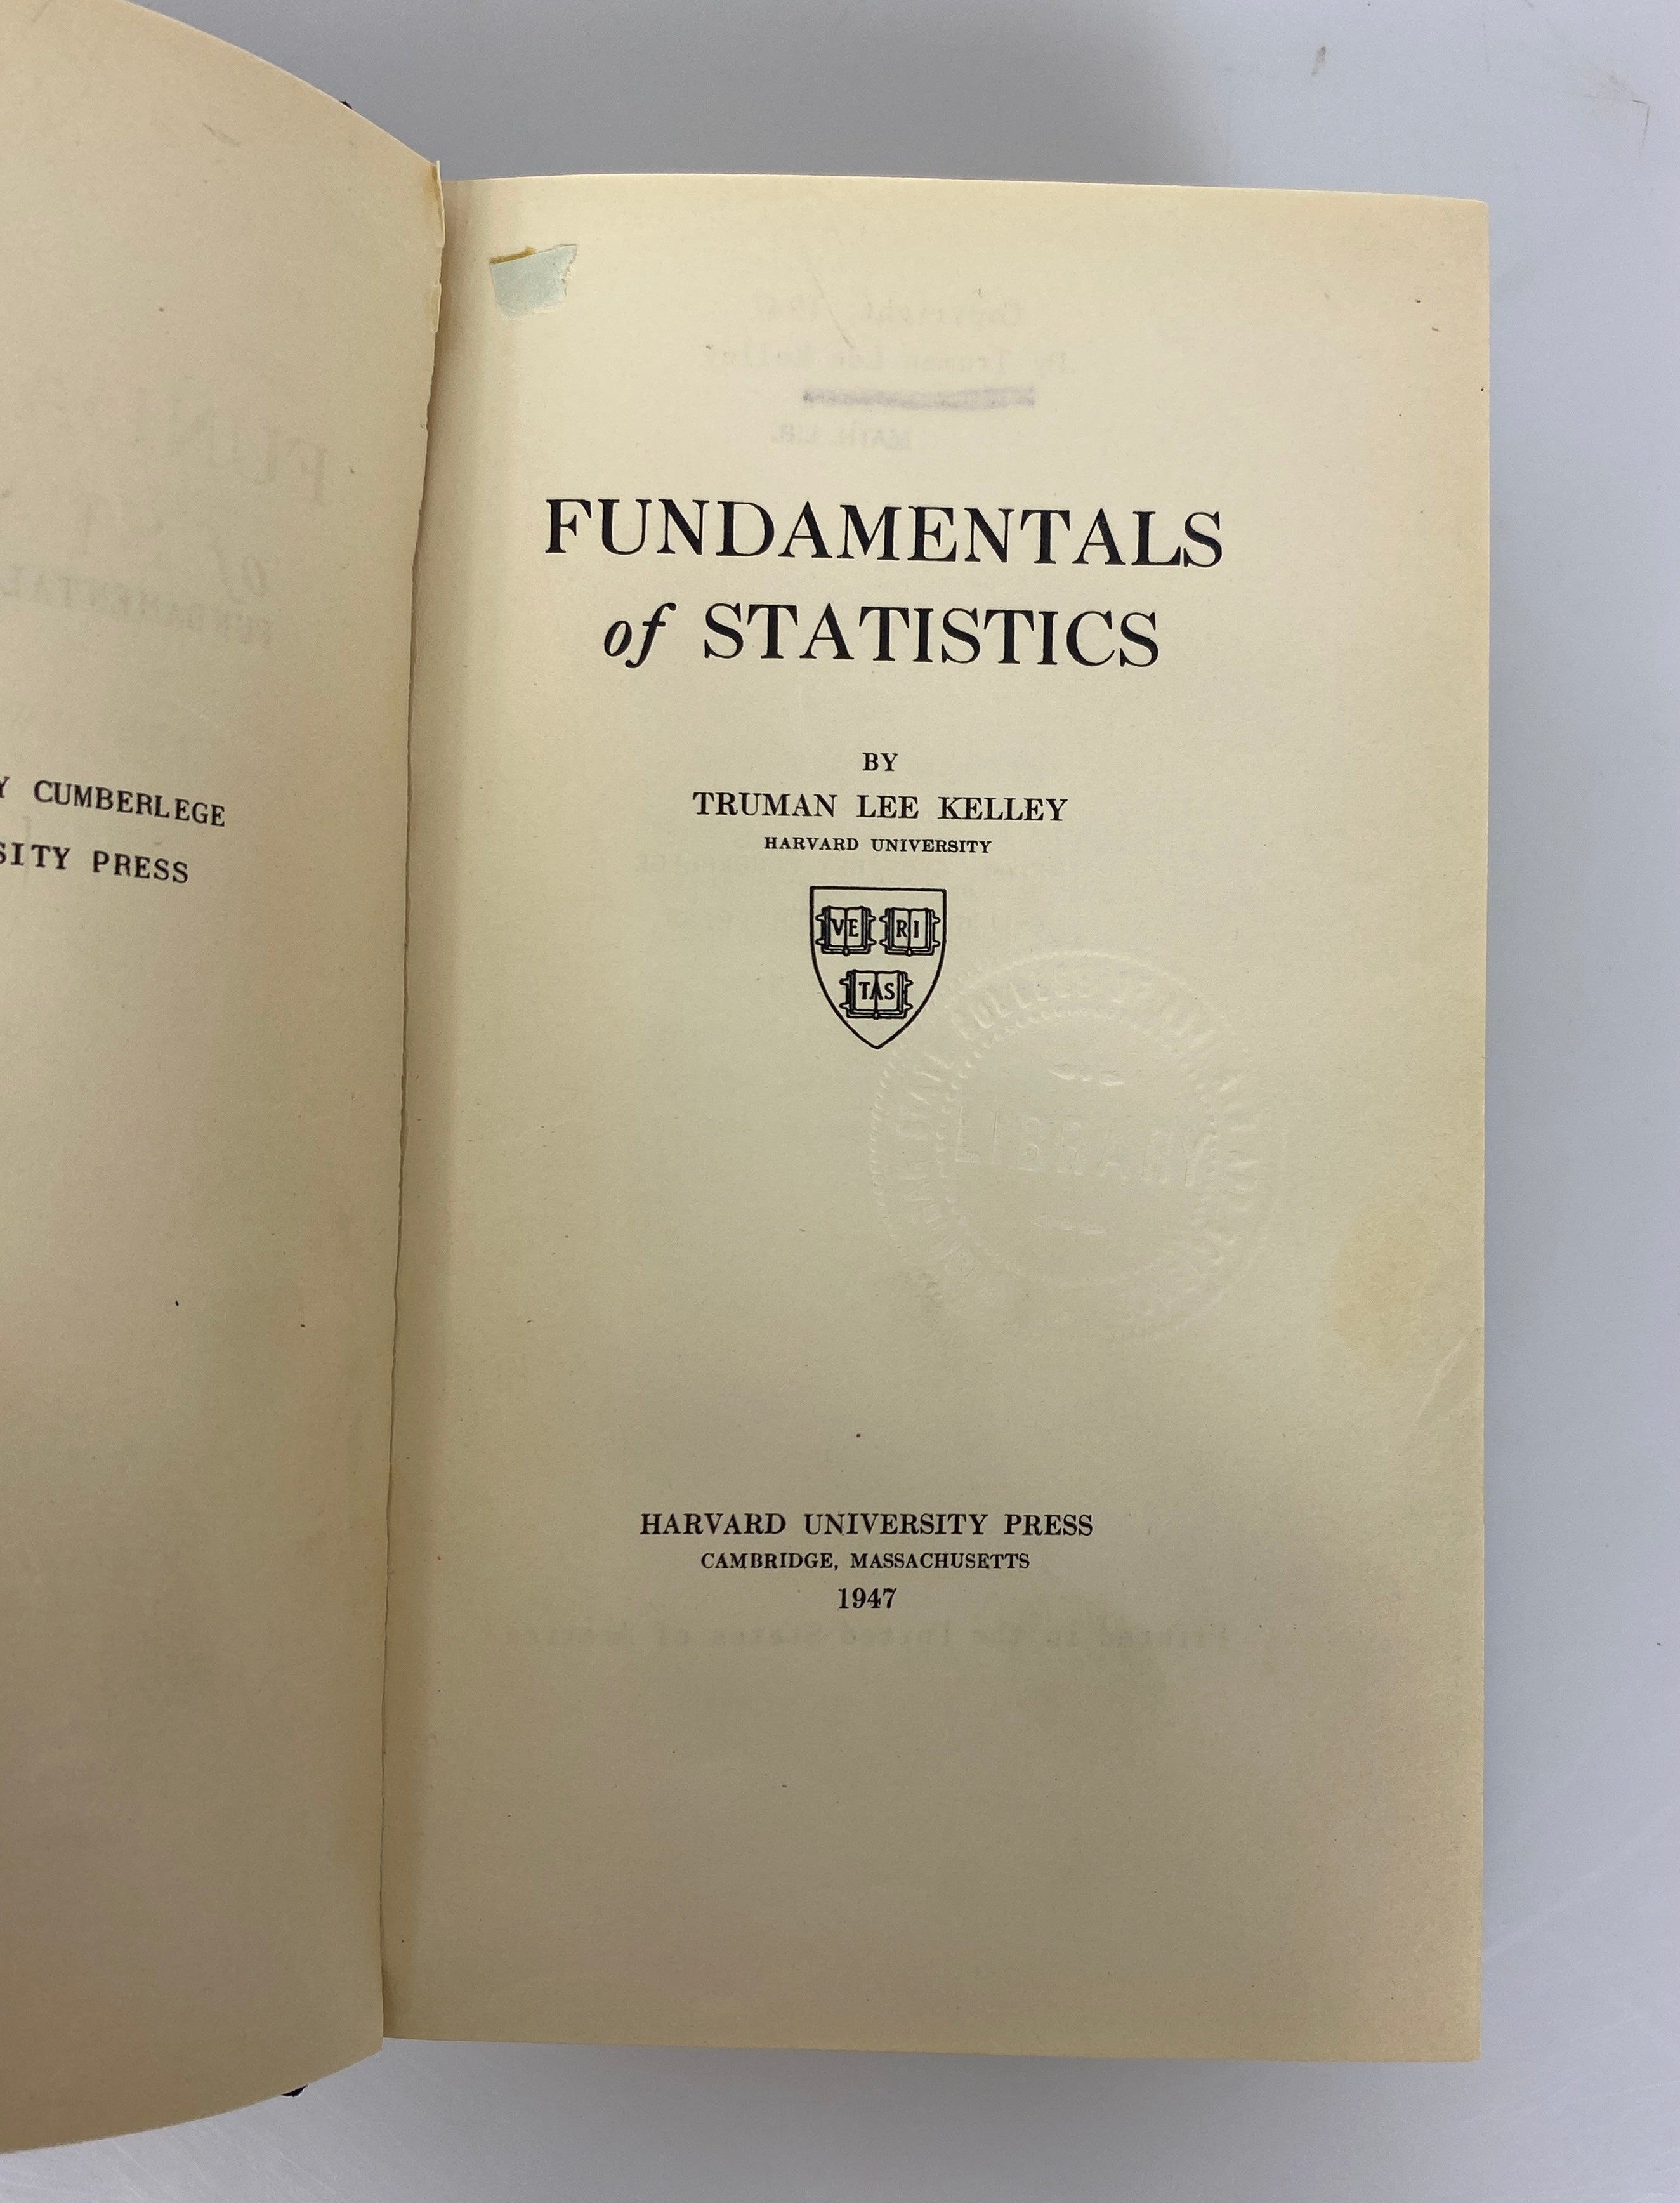 Y CUMBERLEGE
SITY PRESS
FUNDAMENTALS
of STATISTICS
BY
TRUMAN LEE KELLEY
HARVARD UNIVERSITY
VE RI
TAS
LIBRARY
HARVARD UNIVERSITY PRESS
CAMBRIDGE, MASSACHUSETTS
1947